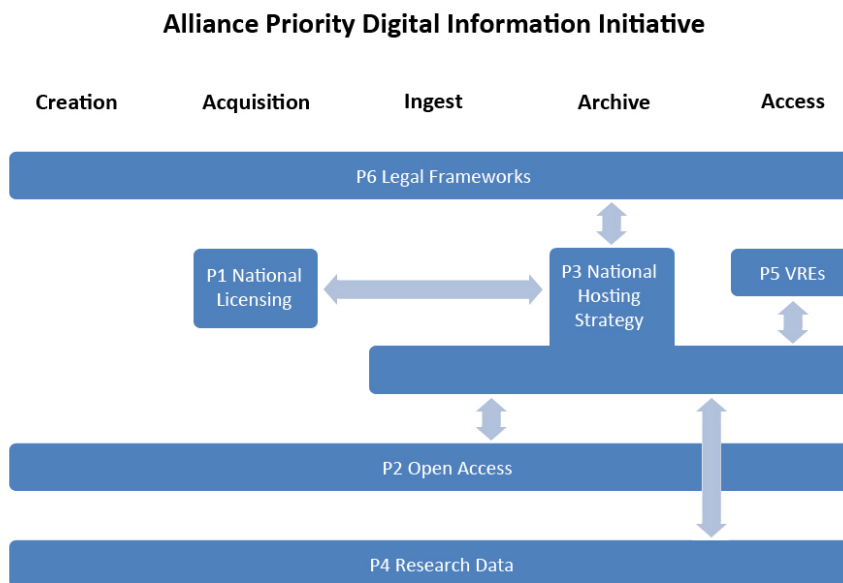 Alliance Priority Digital Information Initiative
Creation Acquisition Ingest Archive Access
P6 Legal Frameworks
P1 National
Licensing
P3 National
Hosting
Strategy
P5 VREs
P2 Open Access
P4 Research Data